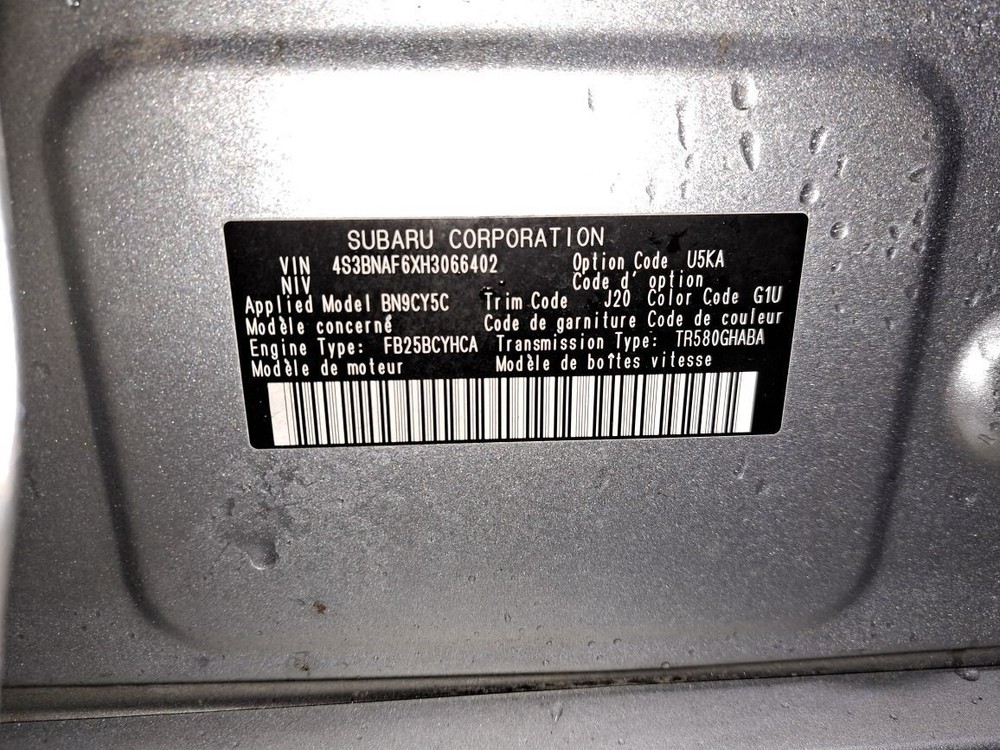 SUBARU CORPORATION
VIN 4S3BNAF6XH3066402 Option Code U5KA
NIV Code d' option
Applied Model BN9CY5C Trim Code J20 Color Code G1U
Modèle concerné Code de garniture Code de couleur
Engine Type: FB25BCYHCA Transmission Type: TR580GHABA
Modèle de moteur Modèle de boîtes vitesse